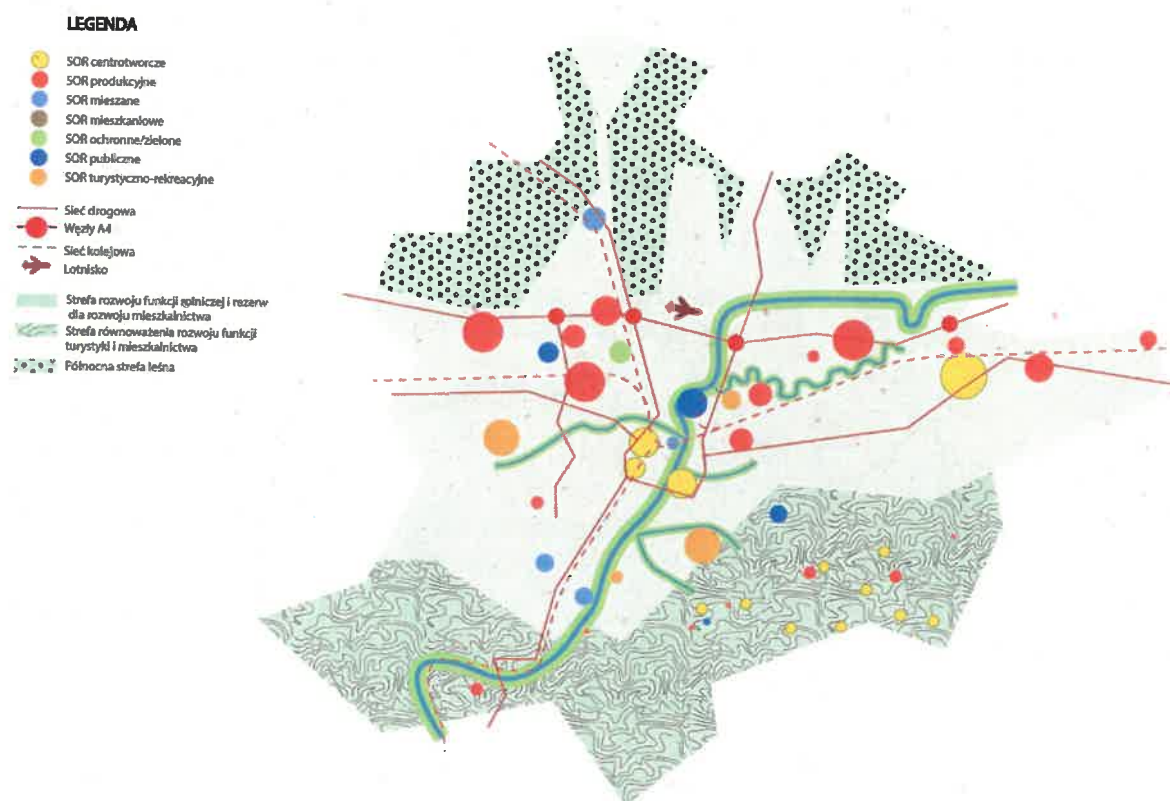 LEGENDA
SOR centrotwórcze
SOR produkcyjne
SOR mieszane
SOR mieszkaniowe
SOR ochronne/zielone
SOR publiczne
SOR turystyczno-rekreacyjne
Sieć drogowa
Węzły A4
Sieć kolejowa
Lotnisko
Strefa rozwoju funkcji rolniczej i rezerw
dla rozwoju mieszkalnictwa
Strefa równoważenia rozwoju funkcji
turystyki i mieszkalnictwa
Północna strefa leśna